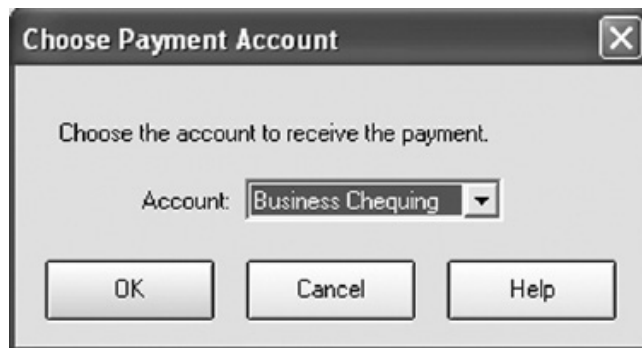 Choose Payment Account
Choose the account to receive the payment.
Account: Business Chequing
OK Cancel Help